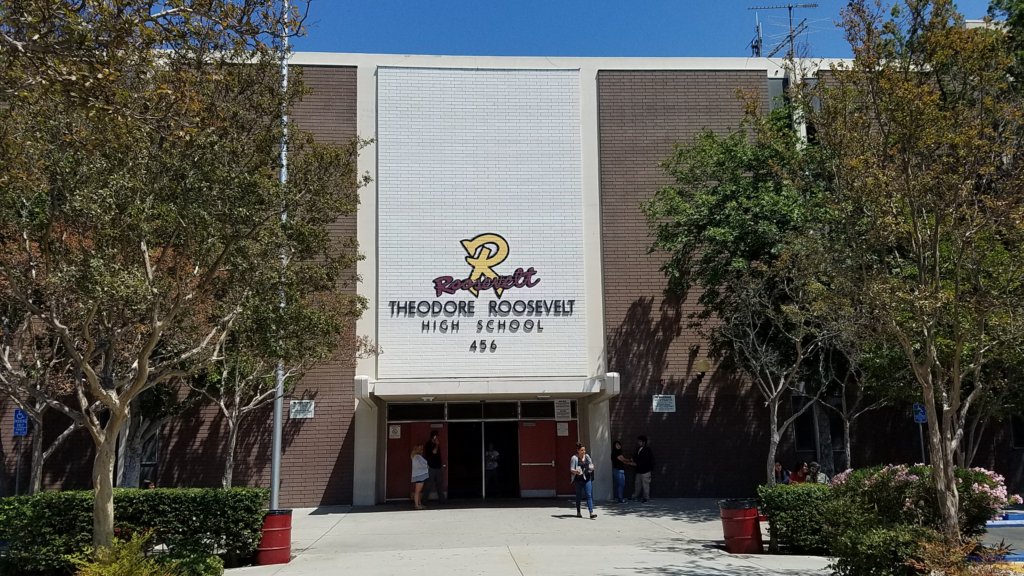 R
Roosevelt
THEODORE ROOSEVELT
HIGH SCHOOL
456